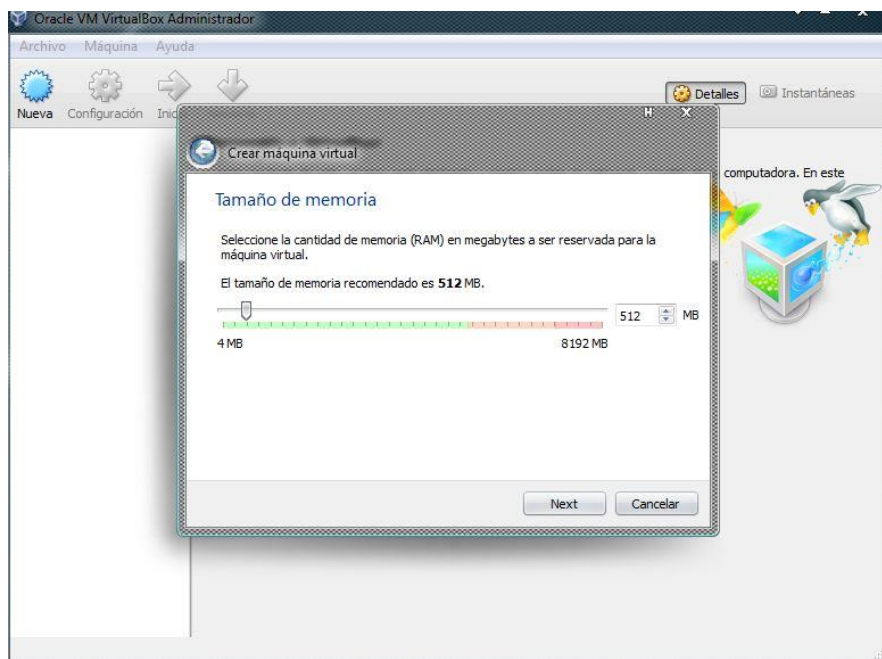 Oracle VM VirtualBox Administrador
Archivo Máquina Ayuda
Nueva Configuración Inic
Detalles Instantáneas
Crear máquina virtual
computadora. En este
Tamaño de memoria
Seleccione la cantidad de memoria (RAM) en megabytes a ser reservada para la
máquina virtual.
El tamaño de memoria recomendado es 512 MB.
512 MB
4 MB 8192 MB
Next Cancelar